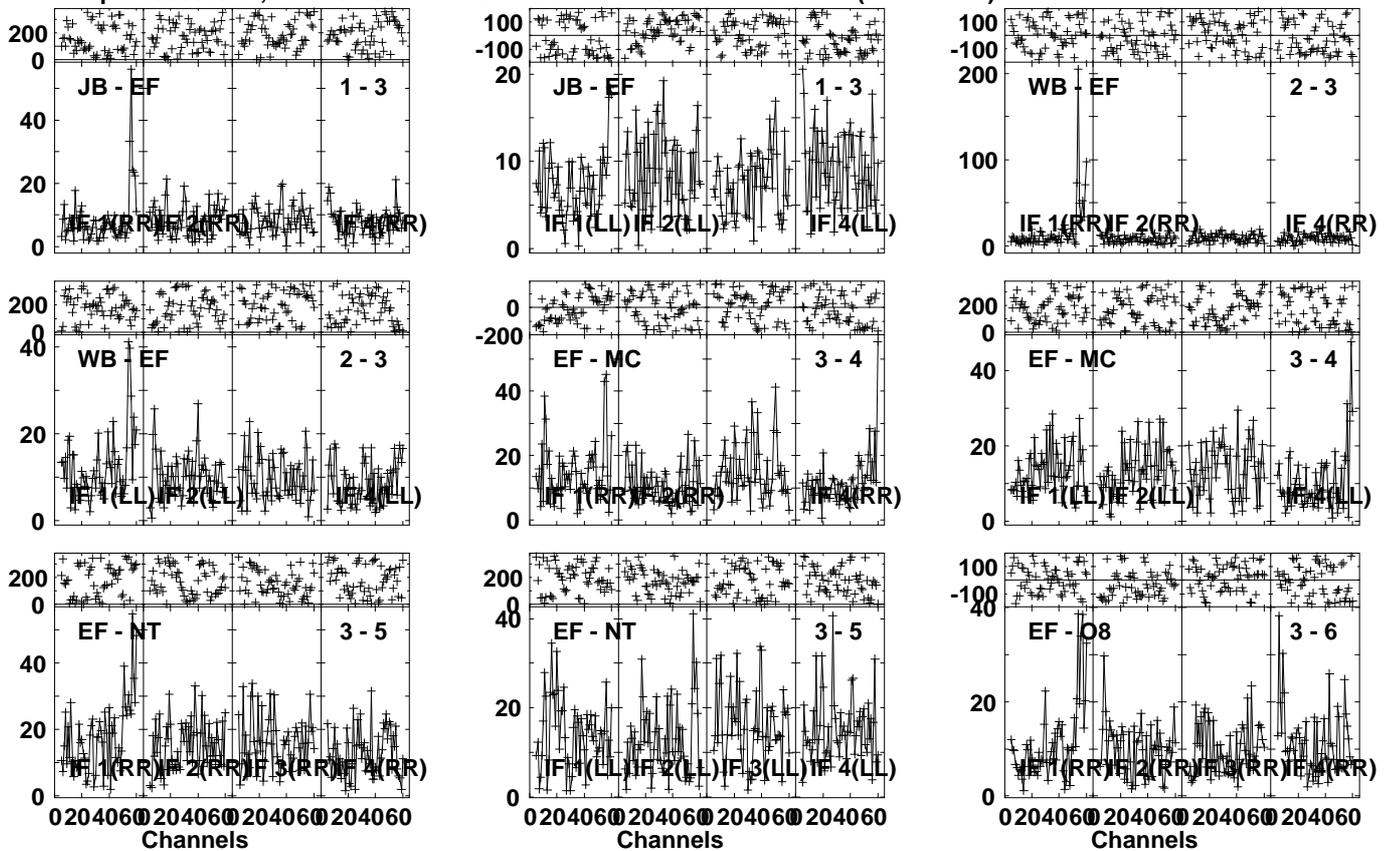 200
0
JB - EF 1 - 3
40
20
0
IF 1(RR) IF 2(RR) IF 4(RR)
100
-100
20
JB - EF 1 - 3
10
0
IF 1(LL) IF 2(LL) IF 4(LL)
100
-100
200
WB - EF 2 - 3
100
0
IF 1(RR) IF 2(RR) IF 4(RR)
200
0
40
WB - EF 2 - 3
20
0
IF 1(LL) IF 2(LL) IF 4(LL)
0
-200
EF - MC 3 - 4
40
20
0
IF 1(RR) IF 2(RR) IF 4(RR)
200
0
EF - MC 3 - 4
40
20
0
IF 1(LL) IF 2(LL) IF 4(LL)
200
0
EF - NT 3 - 5
40
20
0
IF 1(RR) IF 2(RR) IF 3(RR) IF 4(RR)
0 20 40 60 0 20 40 60 0 20 40 60 0 20 40 60
Channels
200
0
40
EF - NT 3 - 5
20
0
IF 1(LL) IF 2(LL) IF 3(LL) IF 4(LL)
0 20 40 60 0 20 40 60 0 20 40 60 0 20 40 60
Channels
100
-100
40
EF - O8 3 - 6
20
0
IF 1(RR) IF 2(RR) IF 3(RR) IF 4(RR)
0 20 40 60 0 20 40 60 0 20 40 60 0 20 40 60
Channels